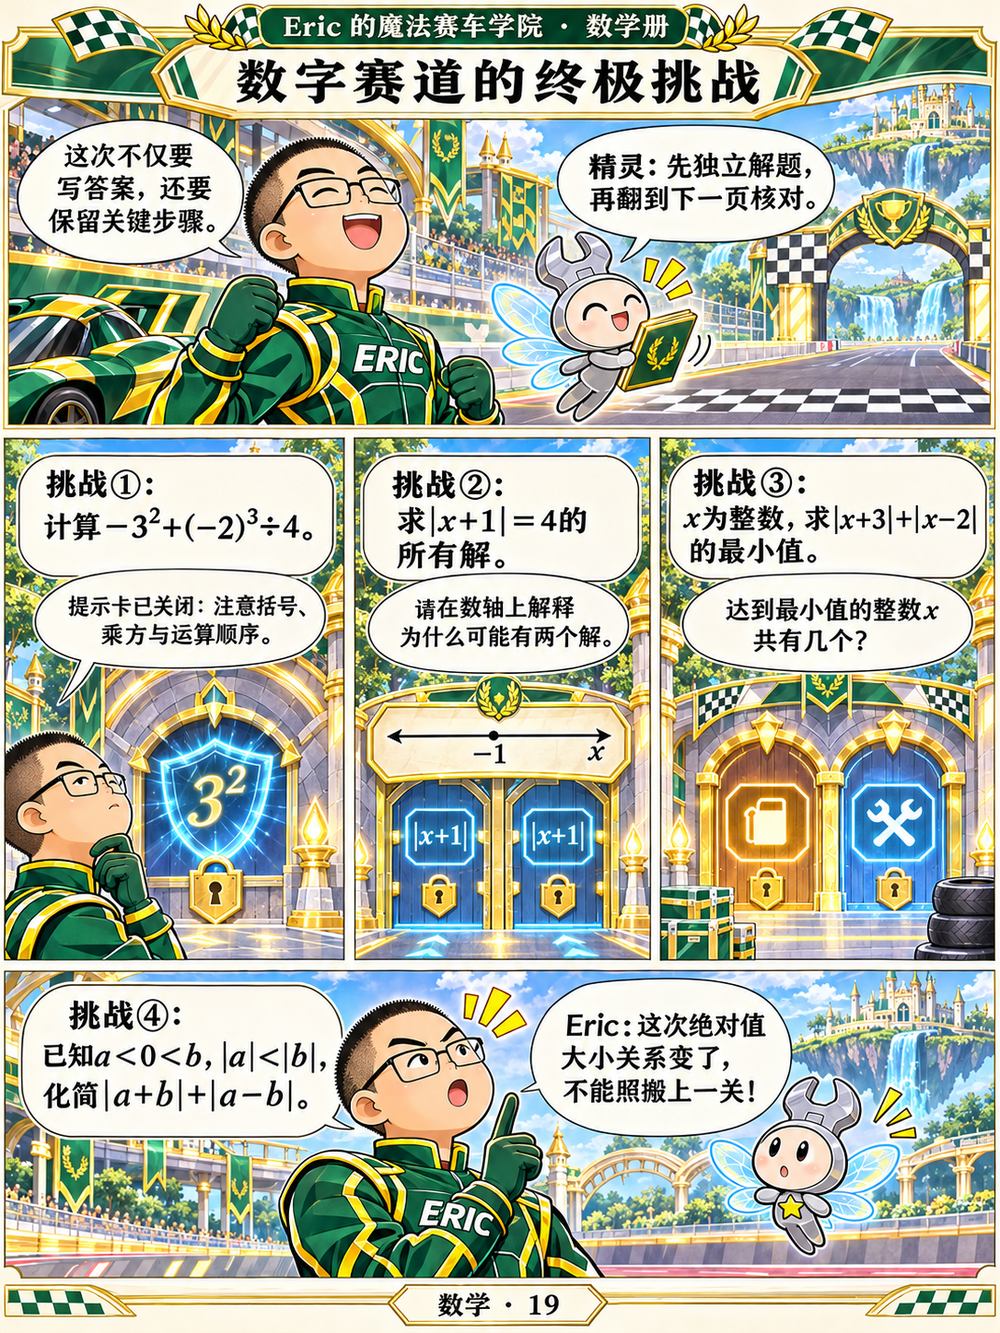 Eric 的魔法赛车学院 · 数学册
数字赛道的终极挑战
这次不仅要
写答案，还要
保留关键步骤。
精灵：先独立解题，
再翻到下一页核对。
ERIC
挑战①：
计算－3²+(−2)³÷4。
提示卡已关闭：注意括号、
乘方与运算顺序。
3²
挑战②：
求|x+1|＝4的
所有解。
请在数轴上解释
为什么可能有两个解。
−1 x
|x+1| |x+1|
挑战③：
x为整数，求|x+3|+|x−2|
的最小值。
达到最小值的整数x
共有几个？
挑战④：
已知a<0<b，|a|<|b|，
化简|a+b|+|a−b|。
Eric：这次绝对值
大小关系变了，
不能照搬上一关！
ERIC
数学 · 19